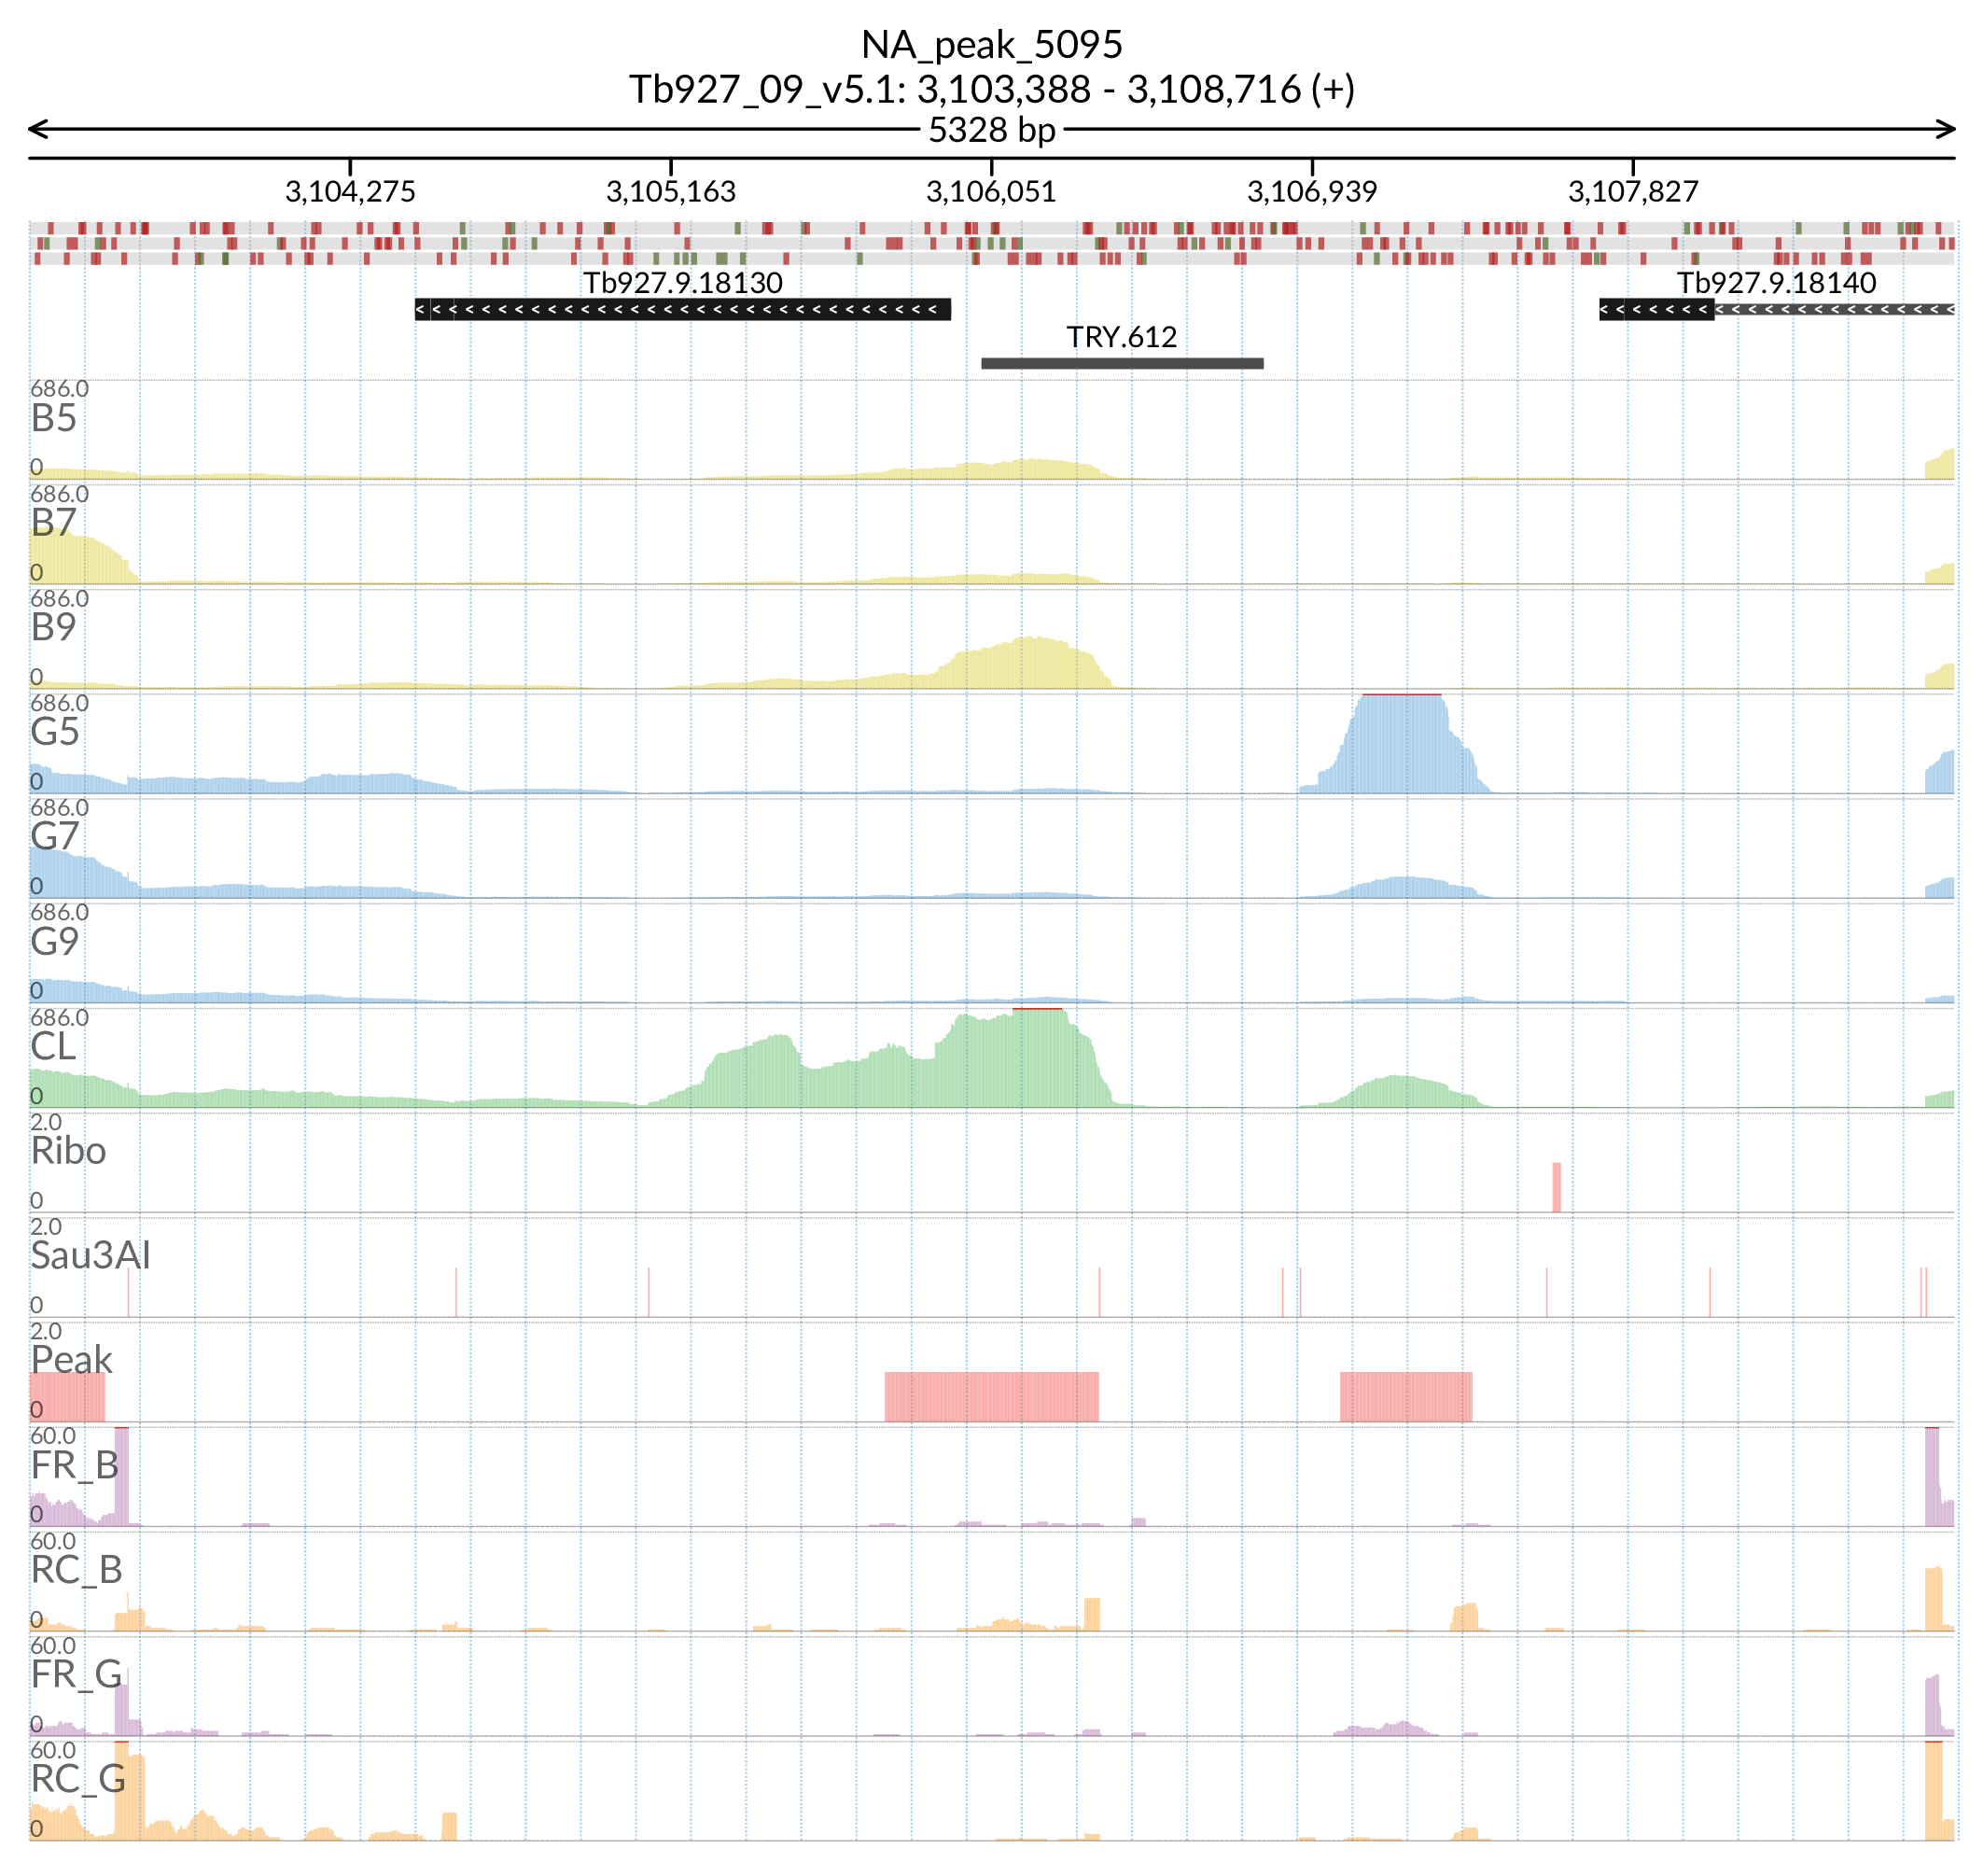 NA_peak_5095
Tb927_09_v5.1: 3,103,388 - 3,108,716 (+)
5328 bp
3,104,275 3,105,163 3,106,051 3,106,939 3,107,827
Tb927.9.18130 Tb927.9.18140
TRY.612
686.0
B5
0
686.0
B7
0
686.0
B9
0
686.0
G5
0
686.0
G7
0
686.0
G9
0
686.0
CL
0
2.0
Ribo
0
2.0
Sau3AI
0
2.0
Peak
0
60.0
FR_B
0
60.0
RC_B
0
60.0
FR_G
0
60.0
RC_G
0